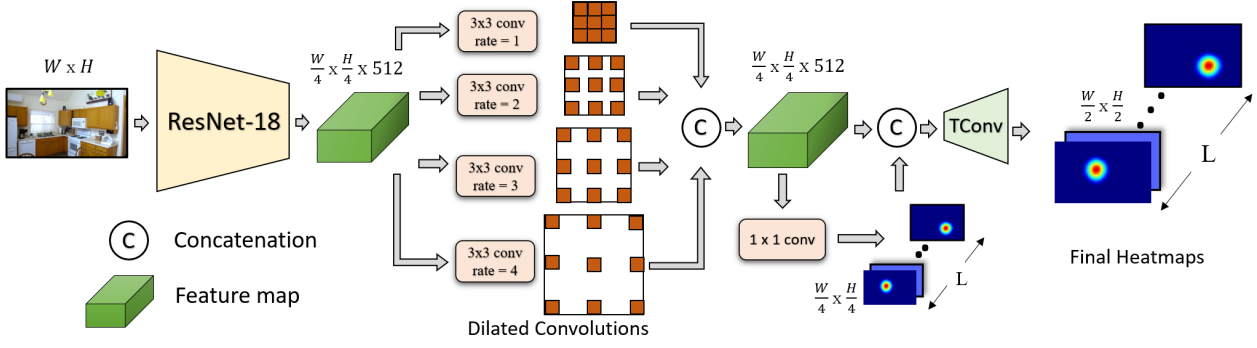 W x H
ResNet-18
W/4 x H/4 x 512
3x3 conv
rate = 1
3x3 conv
rate = 2
3x3 conv
rate = 3
3x3 conv
rate = 4
Dilated Convolutions
C
W/4 x H/4 x 512
1 x 1 conv
C
TConv
W/4 x H/4
L
W/2 x H/2
L
Final Heatmaps
C
Concatenation
Feature map